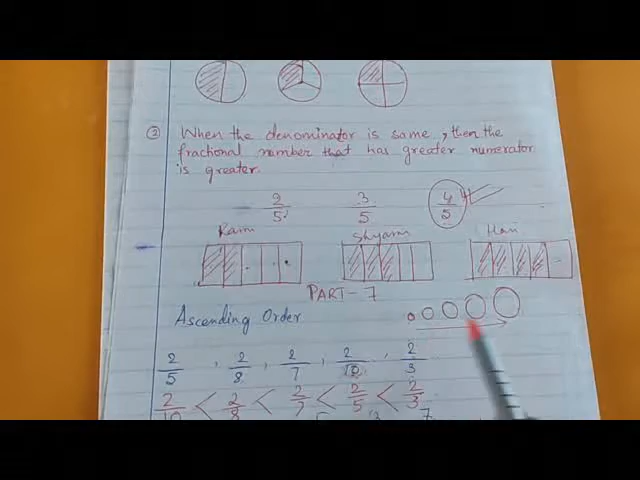 ② When the denominator is same, then the
fractional number that has greater numerator
is greater.
2/5 3/5 4/5
Ram Shyam Hari
PART-7
Ascending Order
2/5, 2/8, 2/7, 2/10, 2/3
2/10 < 2/8 < 2/7 < 2/5 < 2/3